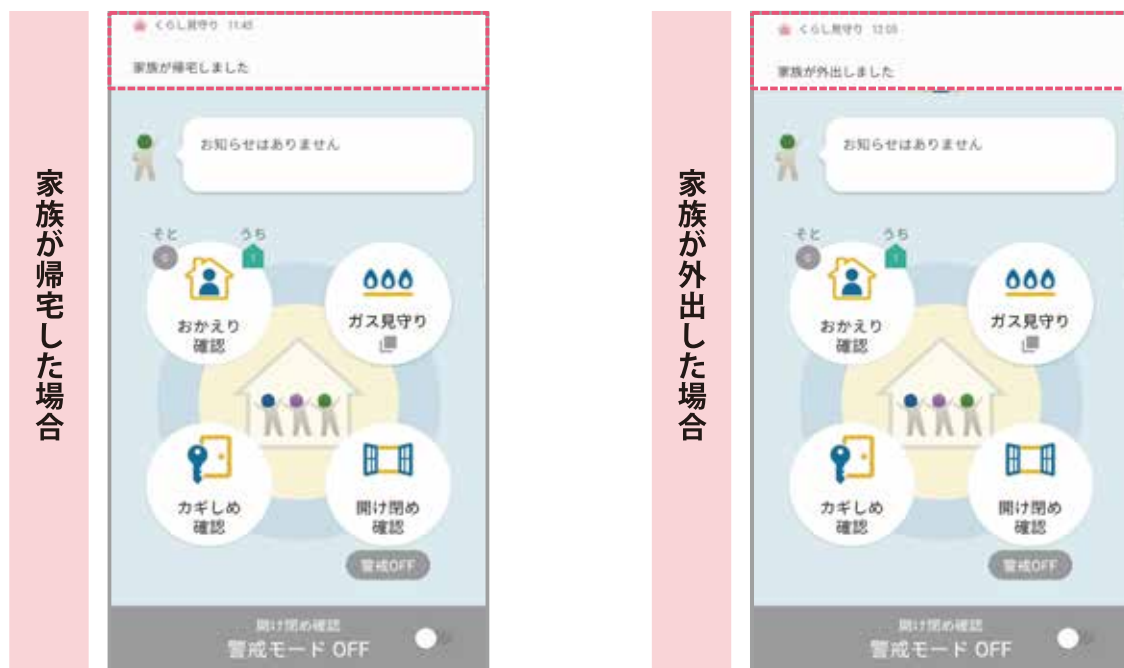 家族が帰宅した場合
くらし見守り 11:45
家族が帰宅しました
お知らせはありません
そと
うち
0
1
おかえり
確認
ガス見守り
カギしめ
確認
開け閉め
確認
警戒OFF
開け閉め確認
警戒モード OFF
家族が外出した場合
くらし見守り 12:05
家族が外出しました
お知らせはありません
そと
うち
0
1
おかえり
確認
ガス見守り
カギしめ
確認
開け閉め
確認
警戒OFF
開け閉め確認
警戒モード OFF